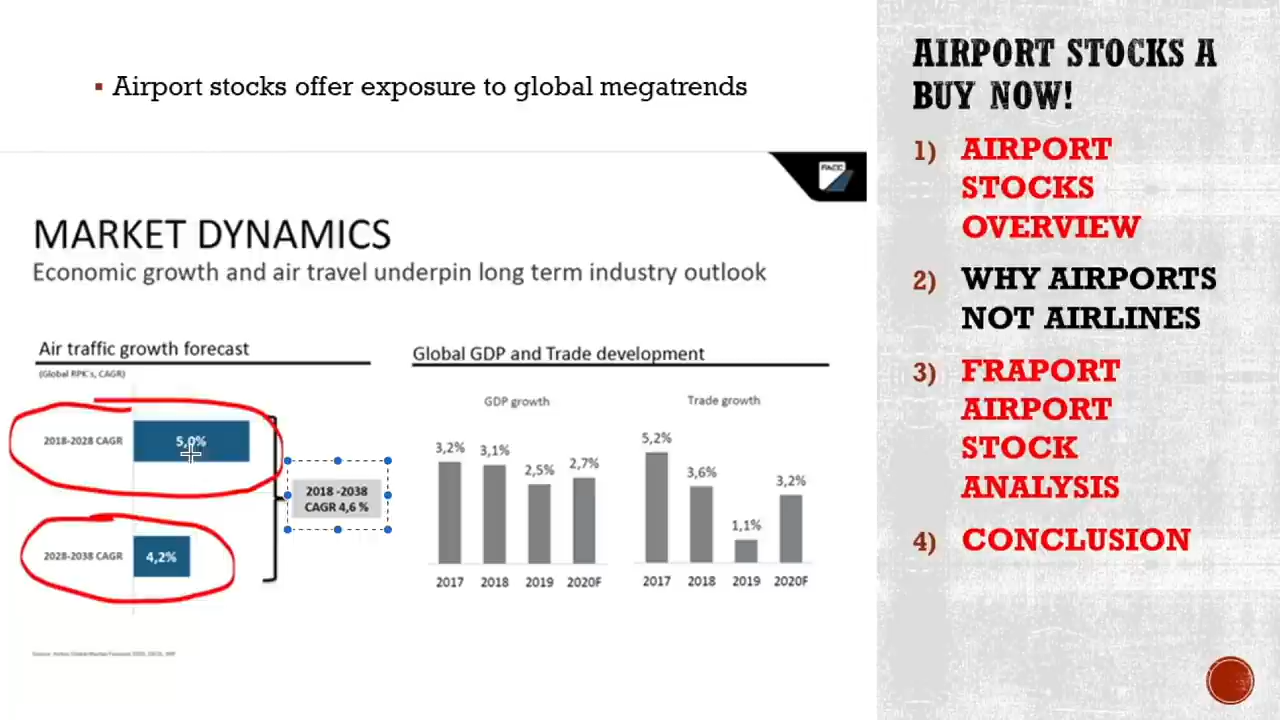 Airport stocks offer exposure to global megatrends
FACC
MARKET DYNAMICS
Economic growth and air travel underpin long term industry outlook
Air traffic growth forecast
(Global RPK's, CAGR)
2018-2028 CAGR
5,0%
2018 -2038
CAGR 4,6 %
2028-2038 CAGR
4,2%
Global GDP and Trade development
GDP growth
3,2% 3,1% 2,5% 2,7%
2017 2018 2019 2020F
Trade growth
5,2% 3,6% 1,1% 3,2%
2017 2018 2019 2020F
AIRPORT STOCKS A
BUY NOW!
1) AIRPORT
STOCKS
OVERVIEW
2) WHY AIRPORTS
NOT AIRLINES
3) FRAPORT
AIRPORT
STOCK
ANALYSIS
4) CONCLUSION